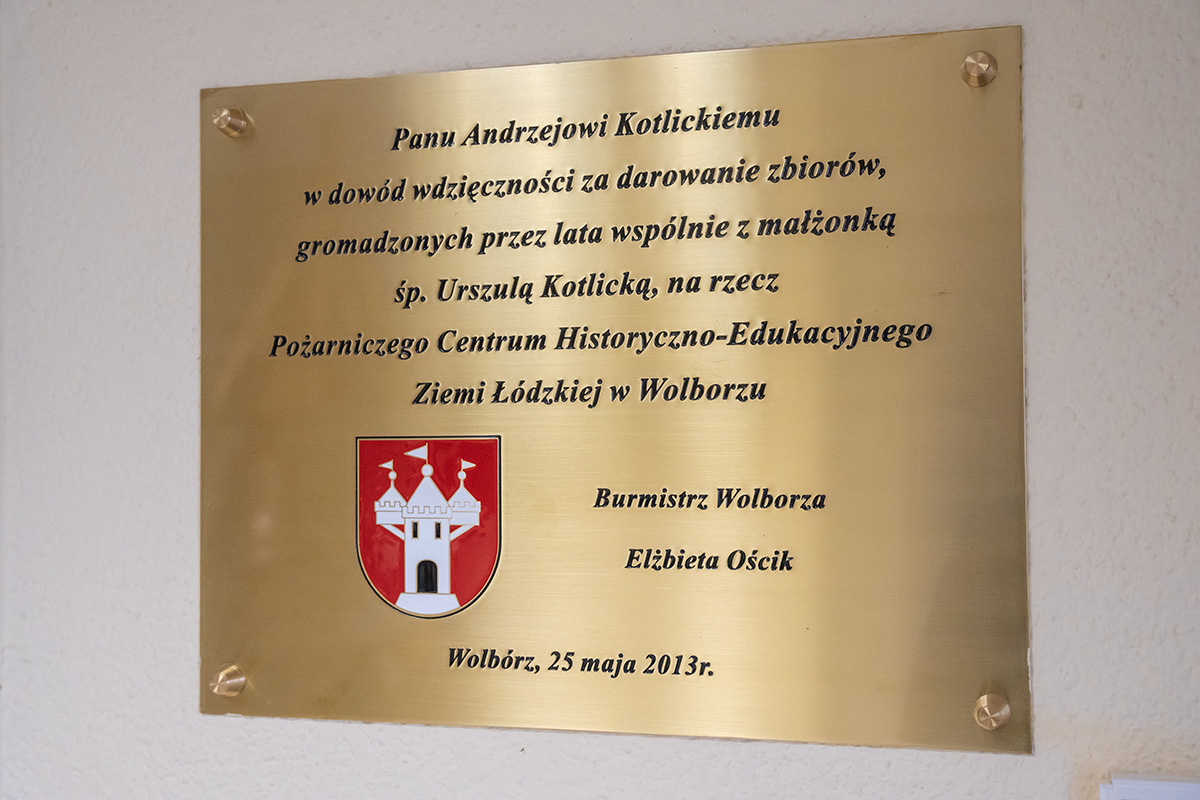 Panu Andrzejowi Kotlickiemu
w dowód wdzięczności za darowanie zbiorów,
gromadzonych przez lata wspólnie z małżonką
śp. Urszulą Kotlicką, na rzecz
Pożarniczego Centrum Historyczno-Edukacyjnego
Ziemi Łódzkiej w Wolborzu
Burmistrz Wolborza
Elżbieta Ościk
Wolbórz, 25 maja 2013r.